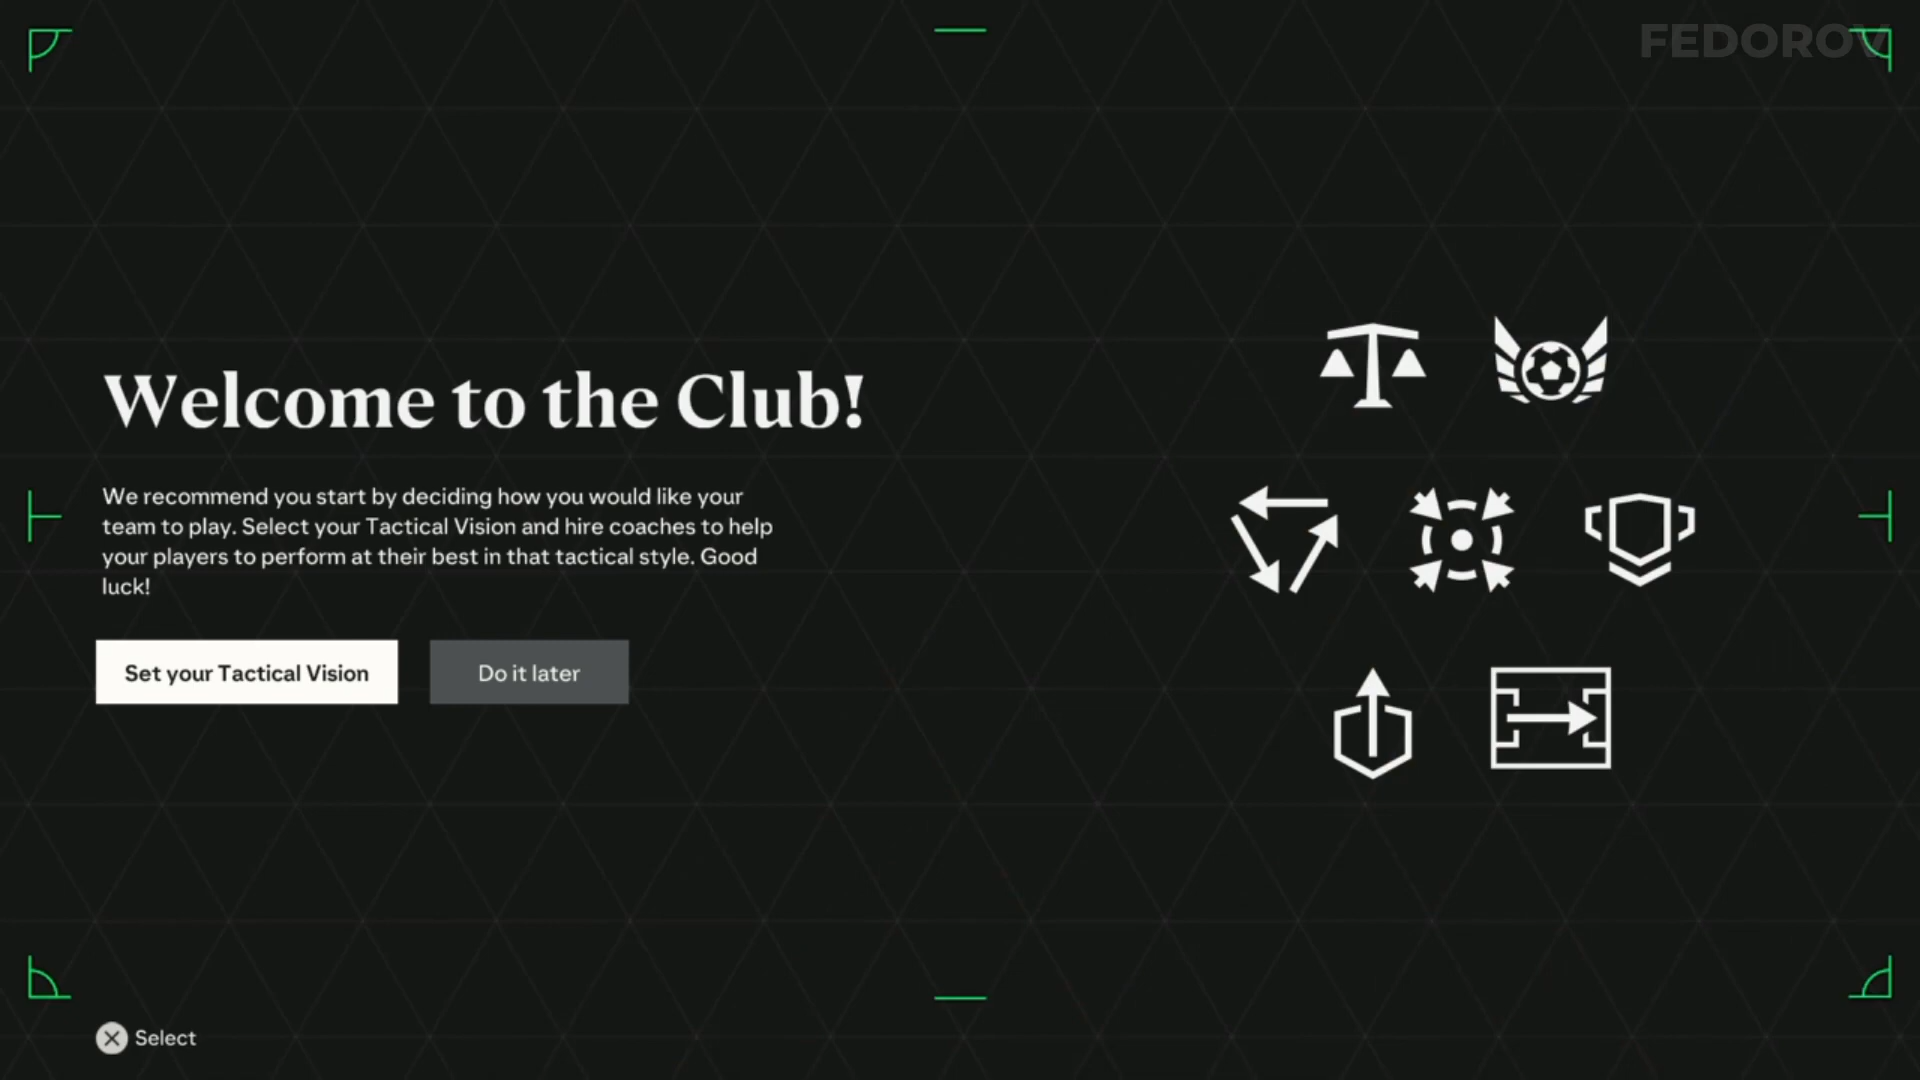 FEDOROV
Welcome to the Club!
We recommend you start by deciding how you would like your
team to play. Select your Tactical Vision and hire coaches to help
your players to perform at their best in that tactical style. Good
luck!
Set your Tactical Vision
Do it later
Select